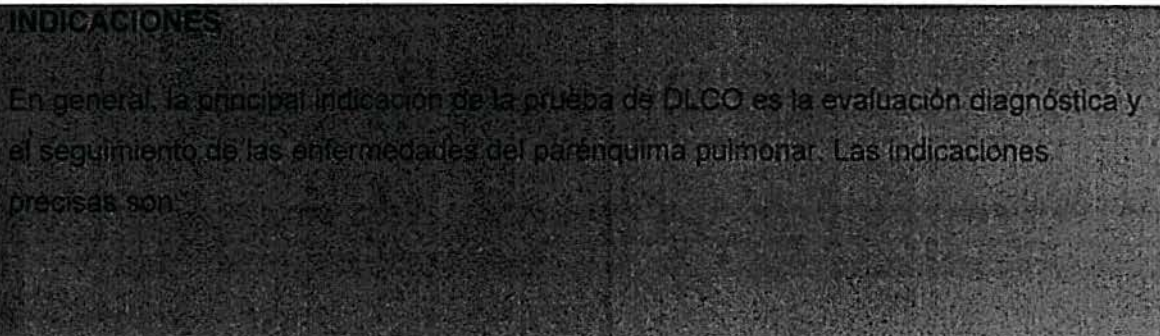 INDICACIONES
En general, la principal indicación de la prueba de DLCO es la evaluación diagnóstica y
el seguimiento de las enfermedades del parénquima pulmonar. Las indicaciones
precisas son: